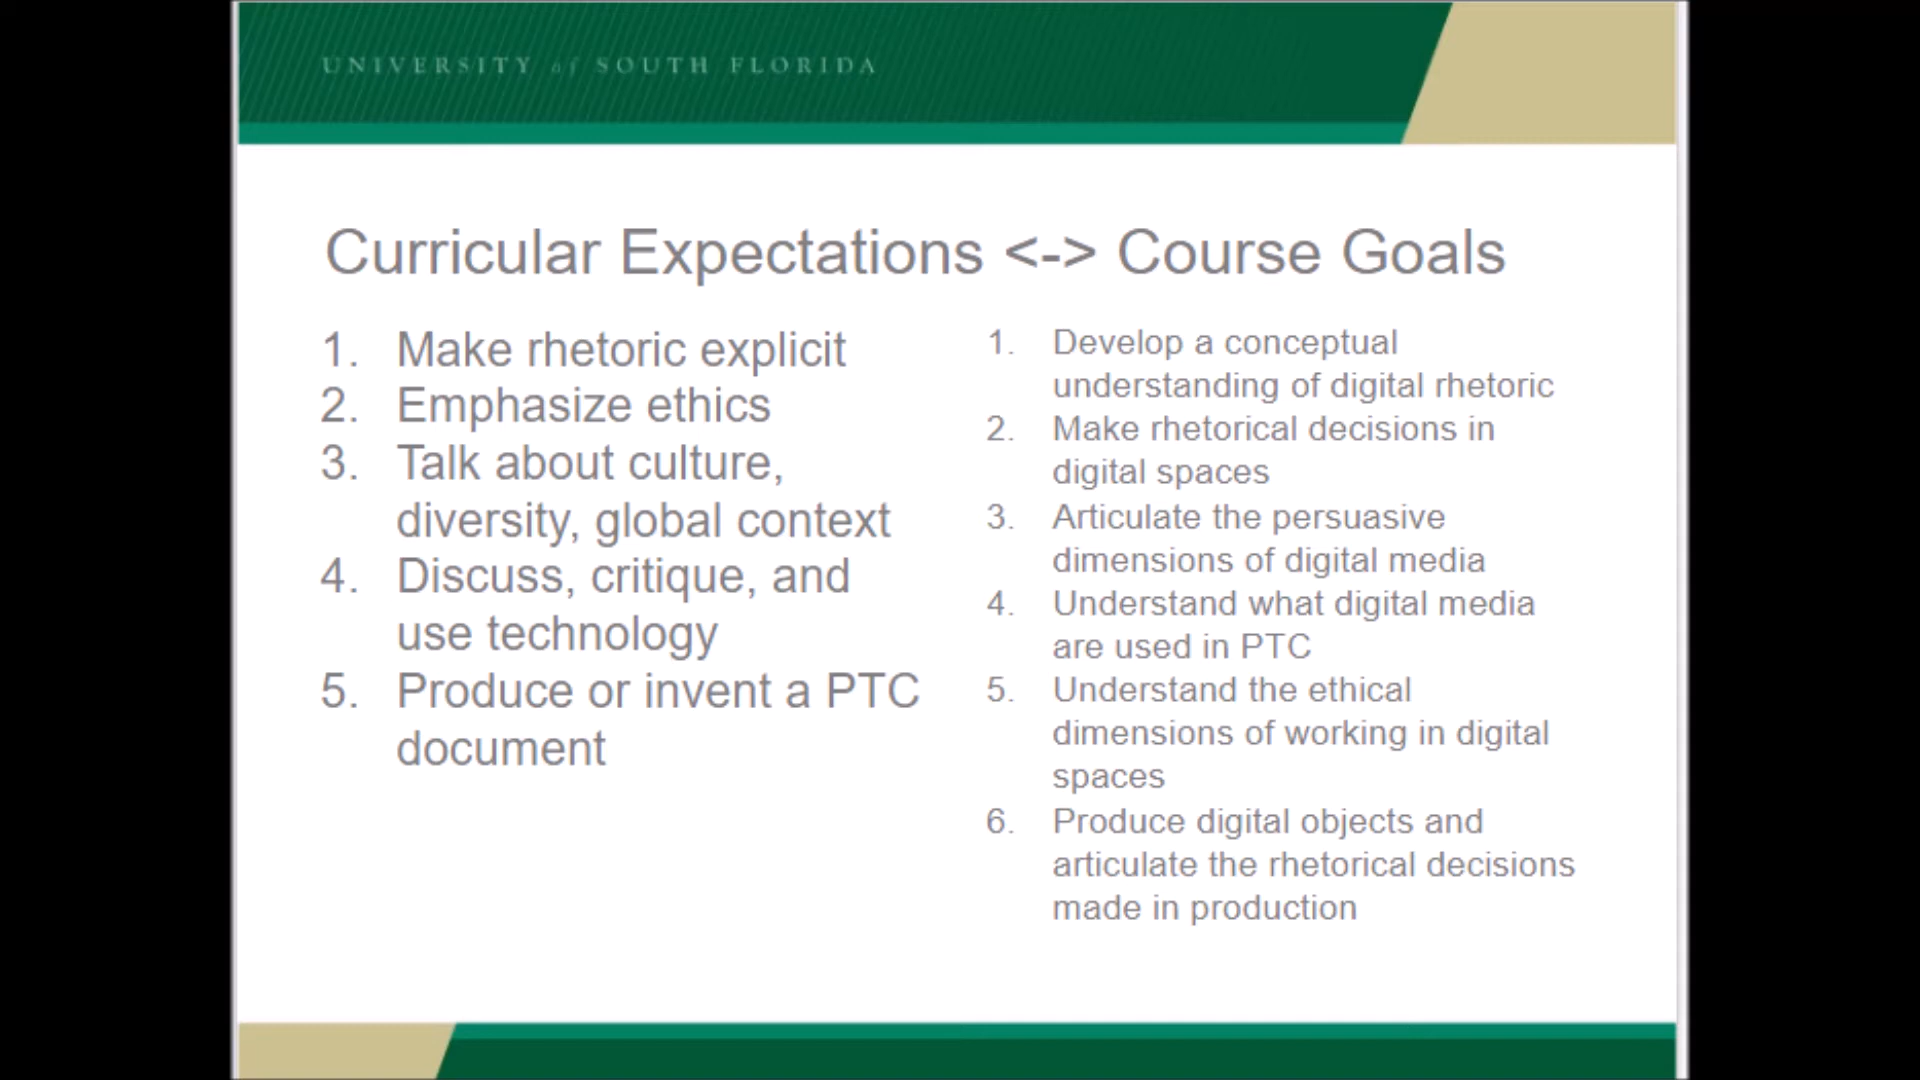 UNIVERSITY of SOUTH FLORIDA
Curricular Expectations <-> Course Goals
1. Make rhetoric explicit
2. Emphasize ethics
3. Talk about culture,
diversity, global context
4. Discuss, critique, and
use technology
5. Produce or invent a PTC
document
1. Develop a conceptual
understanding of digital rhetoric
2. Make rhetorical decisions in
digital spaces
3. Articulate the persuasive
dimensions of digital media
4. Understand what digital media
are used in PTC
5. Understand the ethical
dimensions of working in digital
spaces
6. Produce digital objects and
articulate the rhetorical decisions
made in production